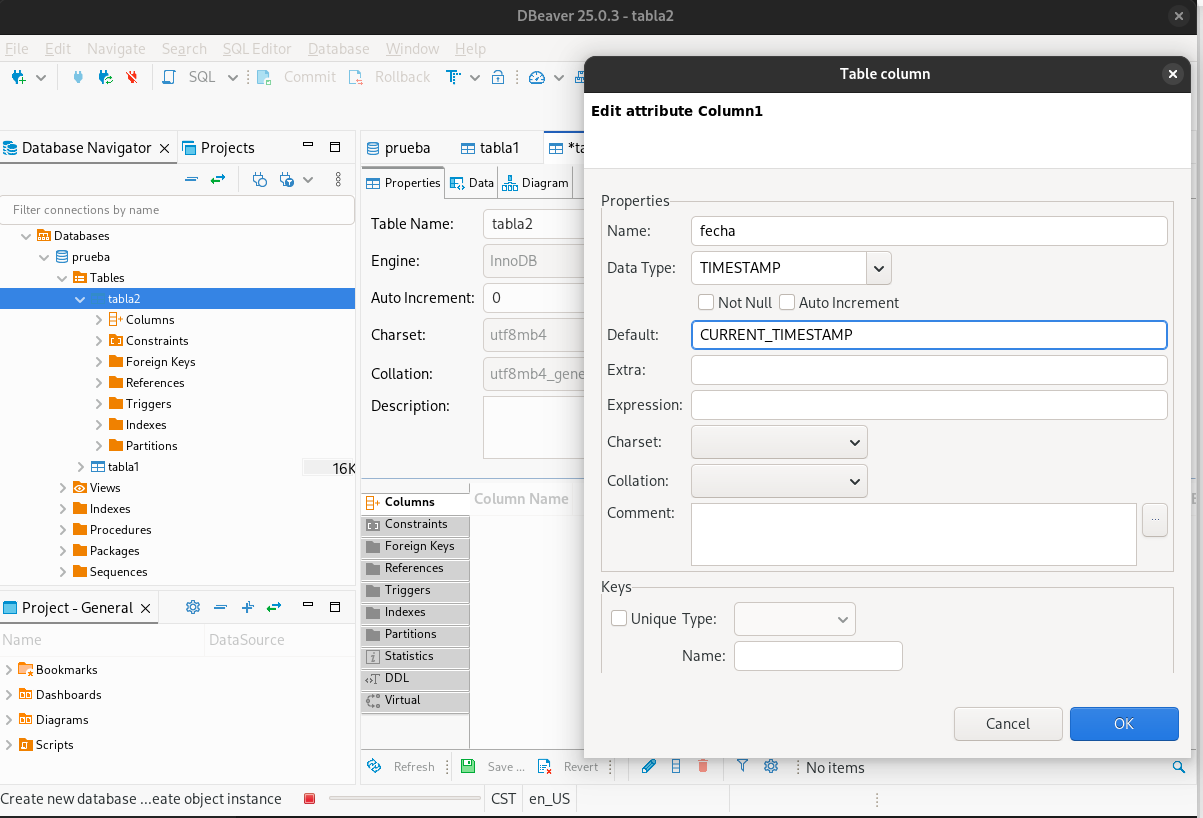 DBeaver 25.0.3 - tabla2
File Edit Navigate Search SQL Editor Database Window Help
SQL Commit Rollback T
Database Navigator Projects
Filter connections by name
Databases
prueba
Tables
tabla2
Columns
Constraints
Foreign Keys
References
Triggers
Indexes
Partitions
tabla1 16K
Views
Indexes
Procedures
Packages
Sequences
Project - General
Name DataSource
Bookmarks
Dashboards
Diagrams
Scripts
prueba tabla1 *ta
Properties Data Diagram
Table Name: tabla2
Engine: InnoDB
Auto Increment: 0
Charset: utf8mb4
Collation: utf8mb4_gene
Description:
Columns
Constraints
Foreign Keys
References
Triggers
Indexes
Partitions
Statistics
DDL
Virtual
Column Name
Refresh Save ... Revert No items
Table column
Edit attribute Column1
Properties
Name: fecha
Data Type: TIMESTAMP
Not Null Auto Increment
Default: CURRENT_TIMESTAMP
Extra:
Expression:
Charset:
Collation:
Comment: ...
Keys
Unique Type:
Name:
Cancel OK
Create new database ...eate object instance CST en_US